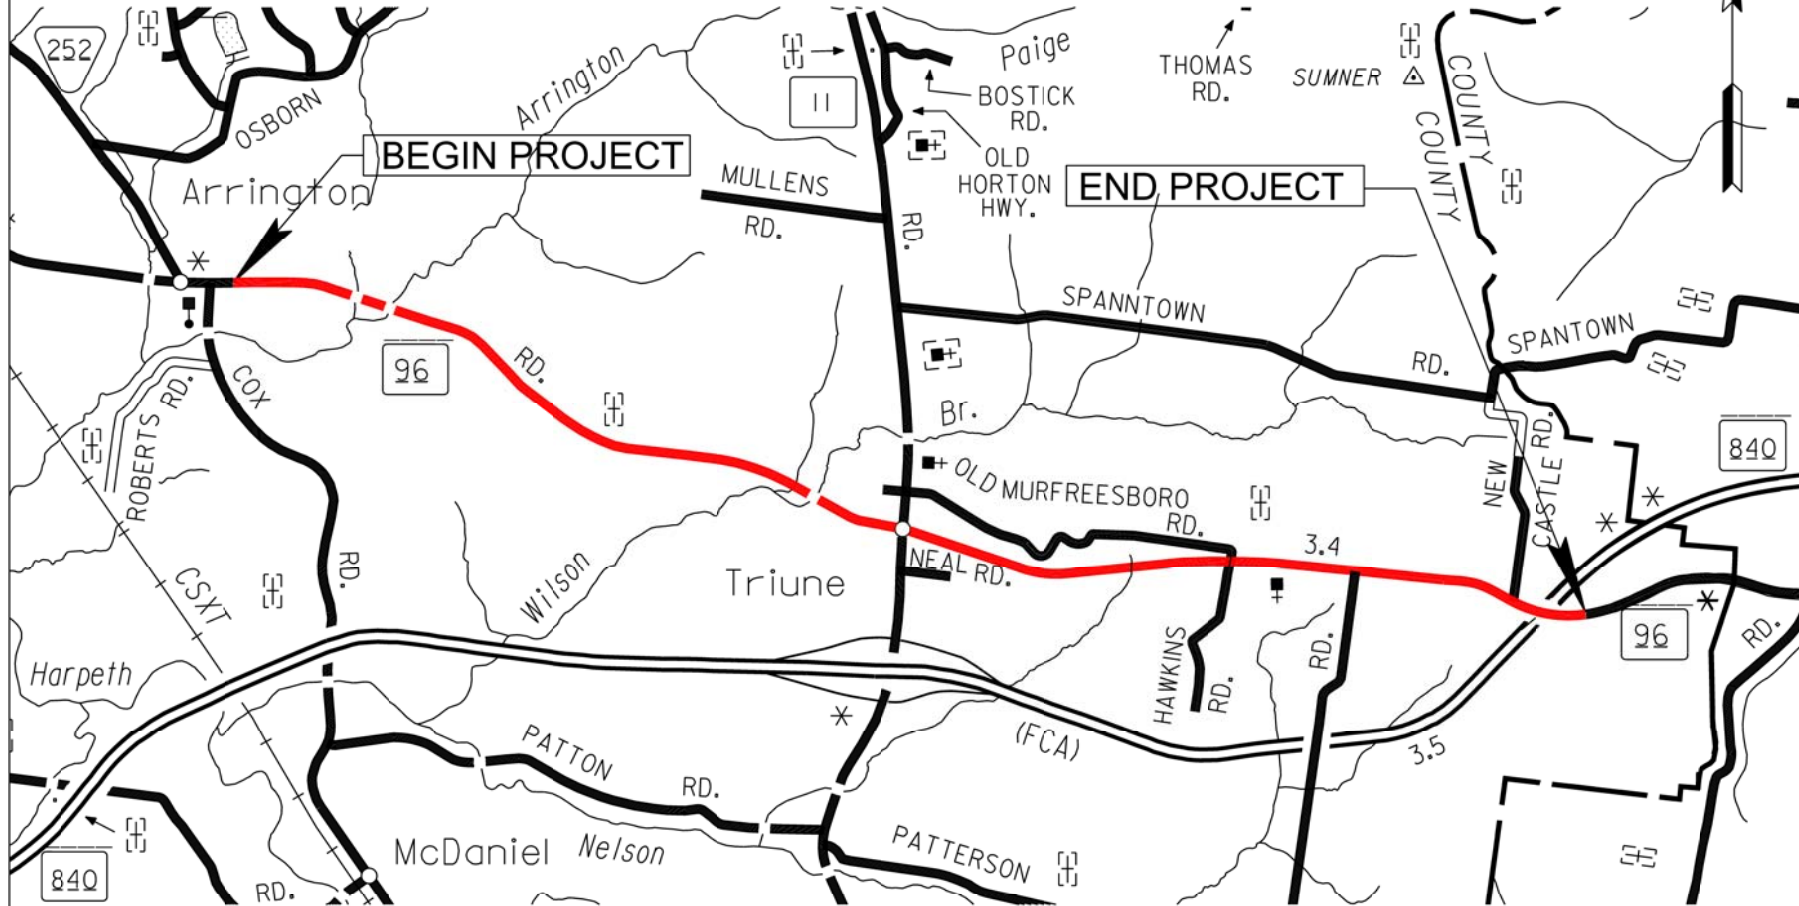 252
OSBORN
Arrington
Arrington
BEGIN PROJECT
11
Paige
BOSTICK
RD.
OLD
HORTON
HWY.
THOMAS
RD.
SUMNER
COUNTY
COUNTY
END PROJECT
MULLENS
RD.
RD.
SPANNTOWN
RD.
SPANTOWN
96
RD.
COX
ROBERTS RD.
Br.
OLD MURFREESBORO
RD.
NEW
CASTLE RD.
840
3.4
NEAL RD.
Triune
Wilson
RD.
CSXT
Harpeth
HAWKINS
RD.
RD.
96
RD.
(FCA)
3.5
PATTON
RD.
McDaniel
Nelson
PATTERSON
840
RD.